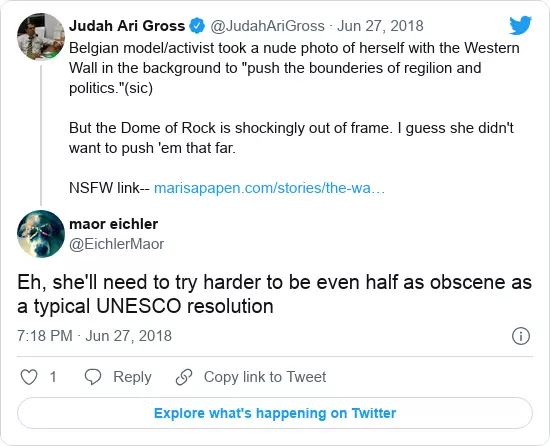 Judah Ari Gross @JudahAriGross · Jun 27, 2018
Belgian model/activist took a nude photo of herself with the Western
Wall in the background to "push the bounderies of regilion and
politics."(sic)
But the Dome of Rock is shockingly out of frame. I guess she didn't
want to push 'em that far.
NSFW link-- marisapapen.com/stories/the-wa…
maor eichler
@EichlerMaor
Eh, she'll need to try harder to be even half as obscene as
a typical UNESCO resolution
7:18 PM · Jun 27, 2018
1 Reply Copy link to Tweet
Explore what's happening on Twitter